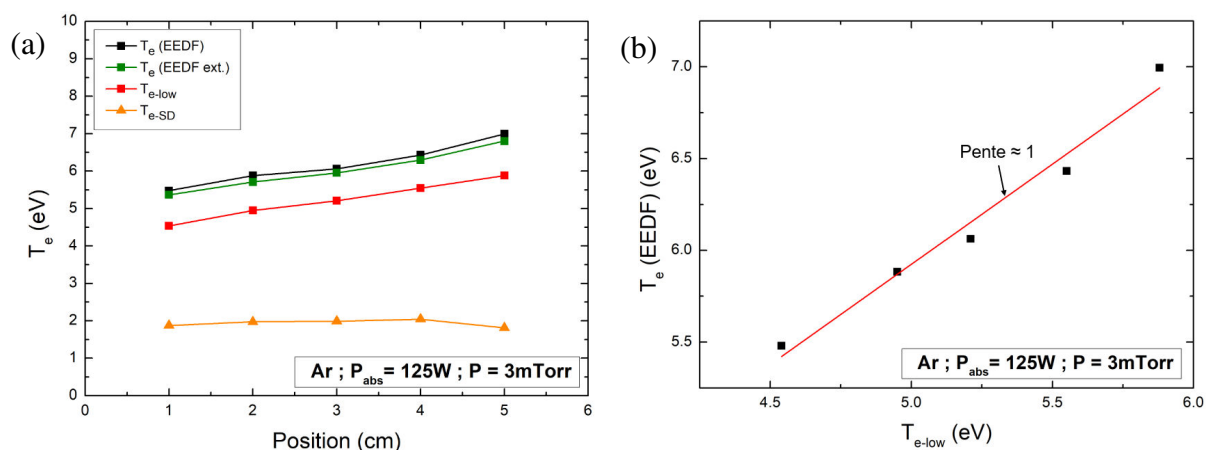 (a)
10
9
8
7
6
5
4
3
2
1
0
T_e (eV)
T_e (EEDF)
T_e (EEDF ext.)
T_e-low
T_e-SD
Ar ; P_abs = 125W ; P = 3mTorr
0 1 2 3 4 5 6
Position (cm)
(b)
7.0
6.5
6.0
5.5
T_e (EEDF) (eV)
Pente ≈ 1
Ar ; P_abs = 125W ; P = 3mTorr
4.5 5.0 5.5 6.0
T_e-low (eV)